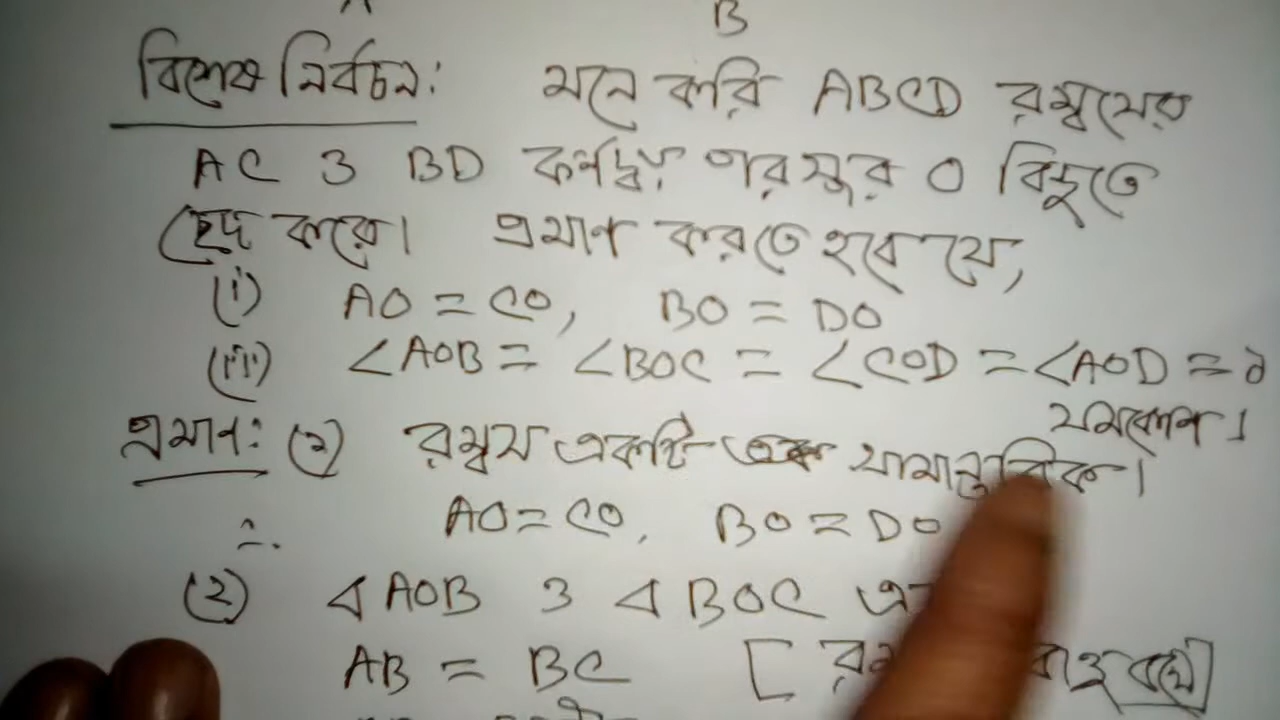 B
বিশেষ নির্বচন: মনে করি ABCD রম্বসের
AC ও BD কর্ণদ্বয় পরস্পর O বিন্দুতে
ছেদ করে। প্রমাণ করতে হবে যে,
(i) AO = CO, BO = DO
(ii) ∠AOB = ∠BOC = ∠COD = ∠AOD = ১
সমকোণ।
প্রমাণ: (১) রম্বস একটি সামান্তরিক।
∴ AO = CO, BO = DO
(২) ∆AOB ও ∆BOC
AB = BC [